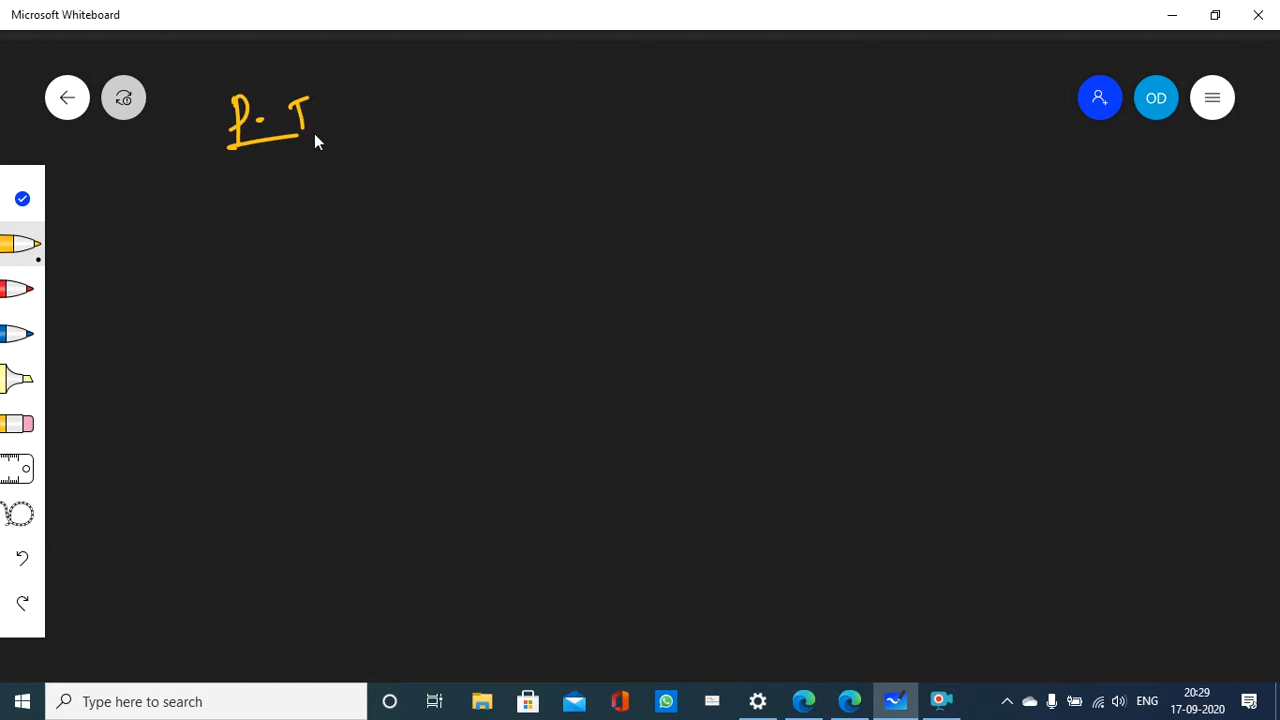 Microsoft Whiteboard
P. T
OD
Type here to search
ENG
20:29
17-09-2020